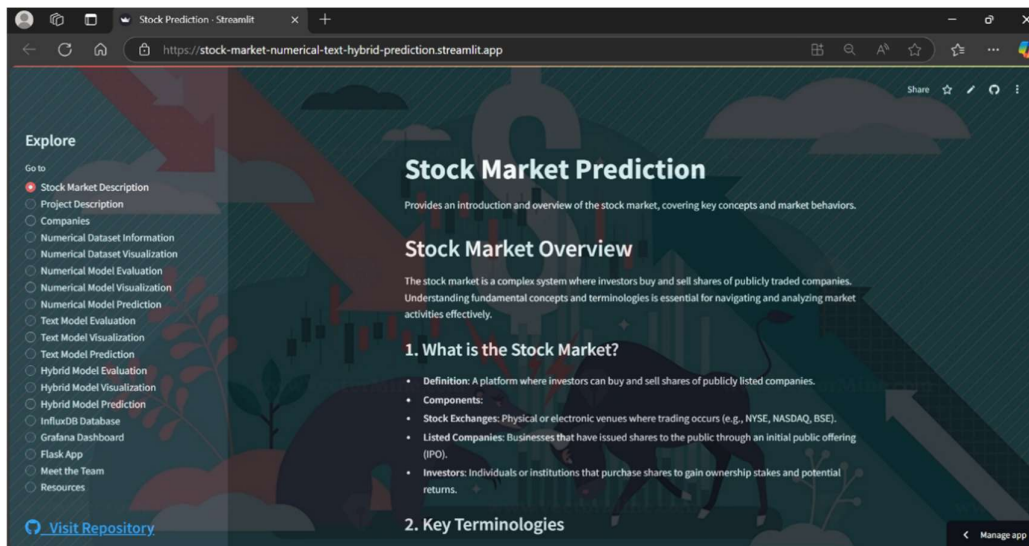 Stock Prediction · Streamlit
https://stock-market-numerical-text-hybrid-prediction.streamlit.app
Share
Explore
Go to
Stock Market Description
Project Description
Companies
Numerical Dataset Information
Numerical Dataset Visualization
Numerical Model Evaluation
Numerical Model Visualization
Numerical Model Prediction
Text Model Evaluation
Text Model Visualization
Text Model Prediction
Hybrid Model Evaluation
Hybrid Model Visualization
Hybrid Model Prediction
InfluxDB Database
Grafana Dashboard
Flask App
Meet the Team
Resources
Visit Repository
Stock Market Prediction
Provides an introduction and overview of the stock market, covering key concepts and market behaviors.
Stock Market Overview
The stock market is a complex system where investors buy and sell shares of publicly traded companies.
Understanding fundamental concepts and terminologies is essential for navigating and analyzing market
activities effectively.
1. What is the Stock Market?
• Definition: A platform where investors can buy and sell shares of publicly listed companies.
• Components:
• Stock Exchanges: Physical or electronic venues where trading occurs (e.g., NYSE, NASDAQ, BSE).
• Listed Companies: Businesses that have issued shares to the public through an initial public offering
(IPO).
• Investors: Individuals or institutions that purchase shares to gain ownership stakes and potential
returns.
2. Key Terminologies
Manage app